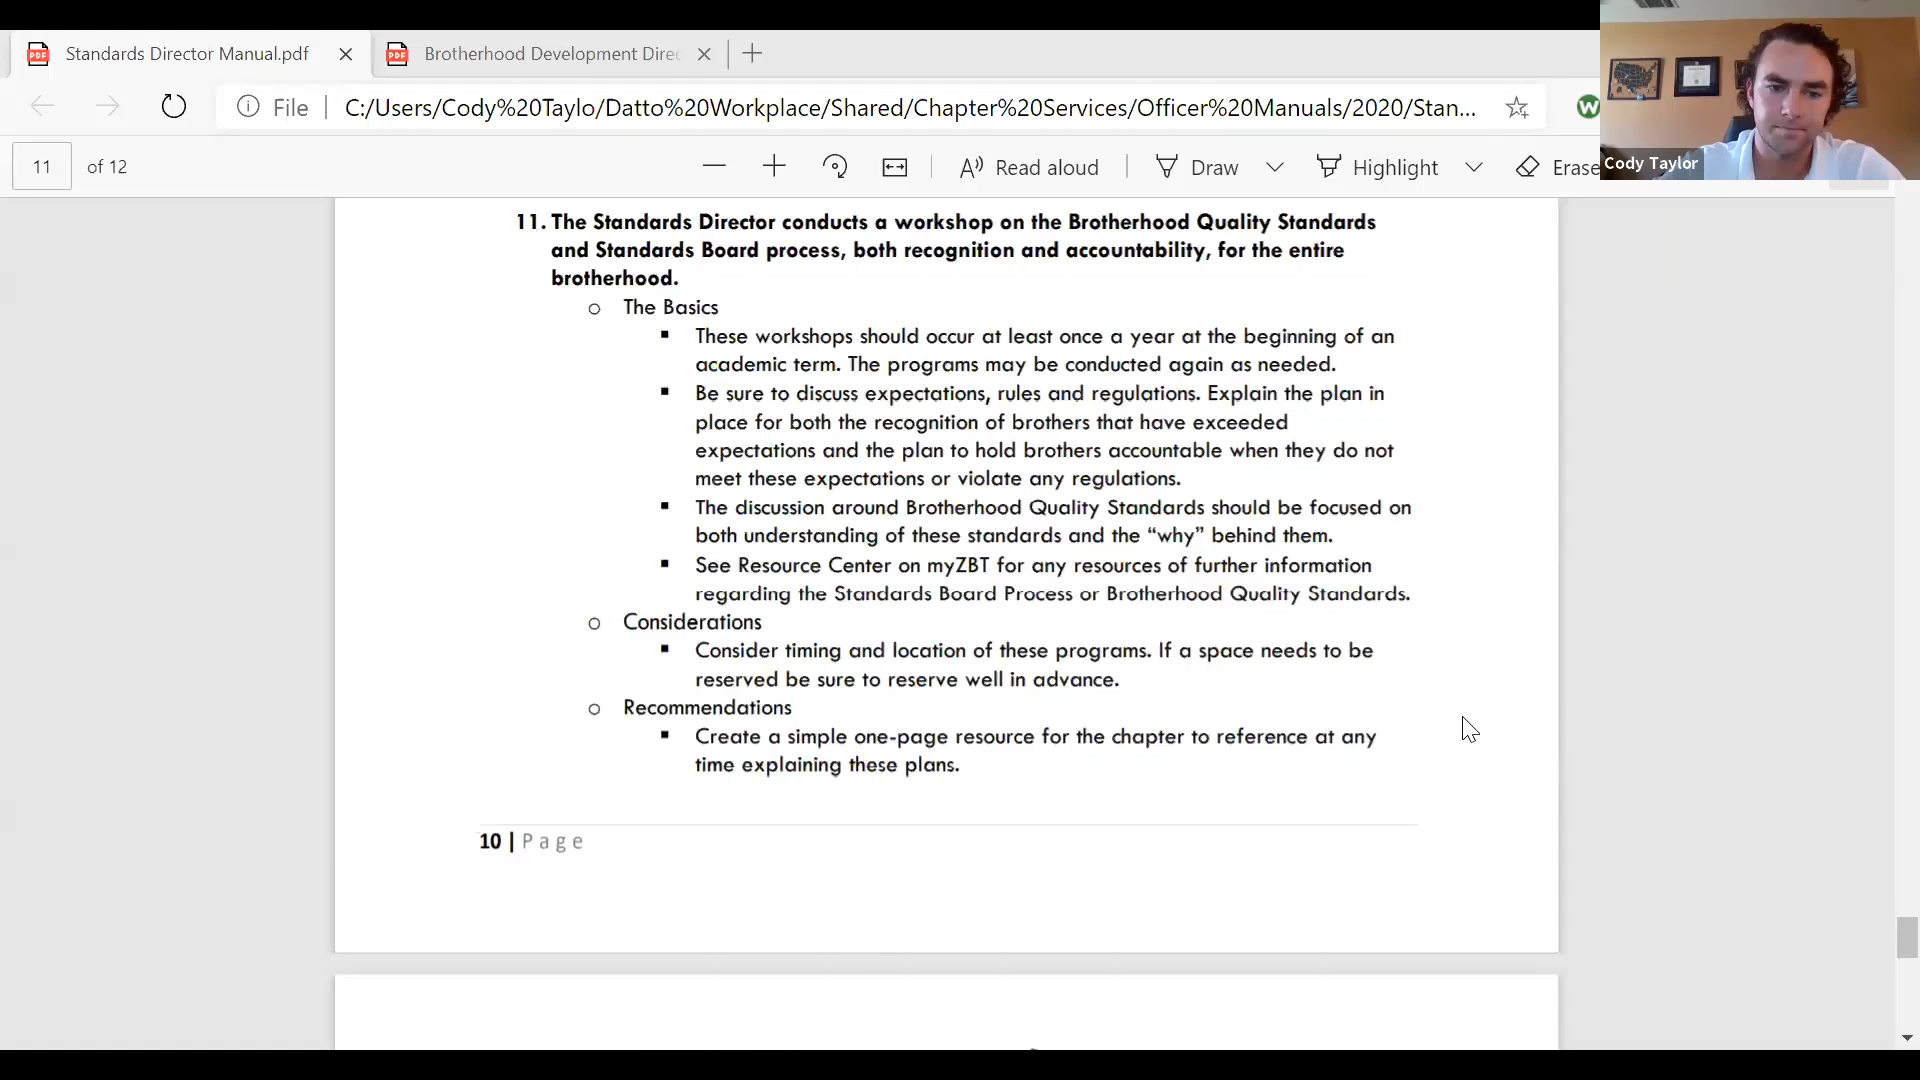 Standards Director Manual.pdf
Brotherhood Development Direc
File
C:/Users/Cody%20Taylo/Datto%20Workplace/Shared/Chapter%20Services/Officer%20Manuals/2020/Stan...
Cody Taylor
11 of 12
Read aloud
Draw
Highlight
Erase
11. The Standards Director conducts a workshop on the Brotherhood Quality Standards
and Standards Board process, both recognition and accountability, for the entire
brotherhood.
o The Basics
▪ These workshops should occur at least once a year at the beginning of an
academic term. The programs may be conducted again as needed.
▪ Be sure to discuss expectations, rules and regulations. Explain the plan in
place for both the recognition of brothers that have exceeded
expectations and the plan to hold brothers accountable when they do not
meet these expectations or violate any regulations.
▪ The discussion around Brotherhood Quality Standards should be focused on
both understanding of these standards and the “why” behind them.
▪ See Resource Center on myZBT for any resources of further information
regarding the Standards Board Process or Brotherhood Quality Standards.
o Considerations
▪ Consider timing and location of these programs. If a space needs to be
reserved be sure to reserve well in advance.
o Recommendations
▪ Create a simple one-page resource for the chapter to reference at any
time explaining these plans.
10 | Page